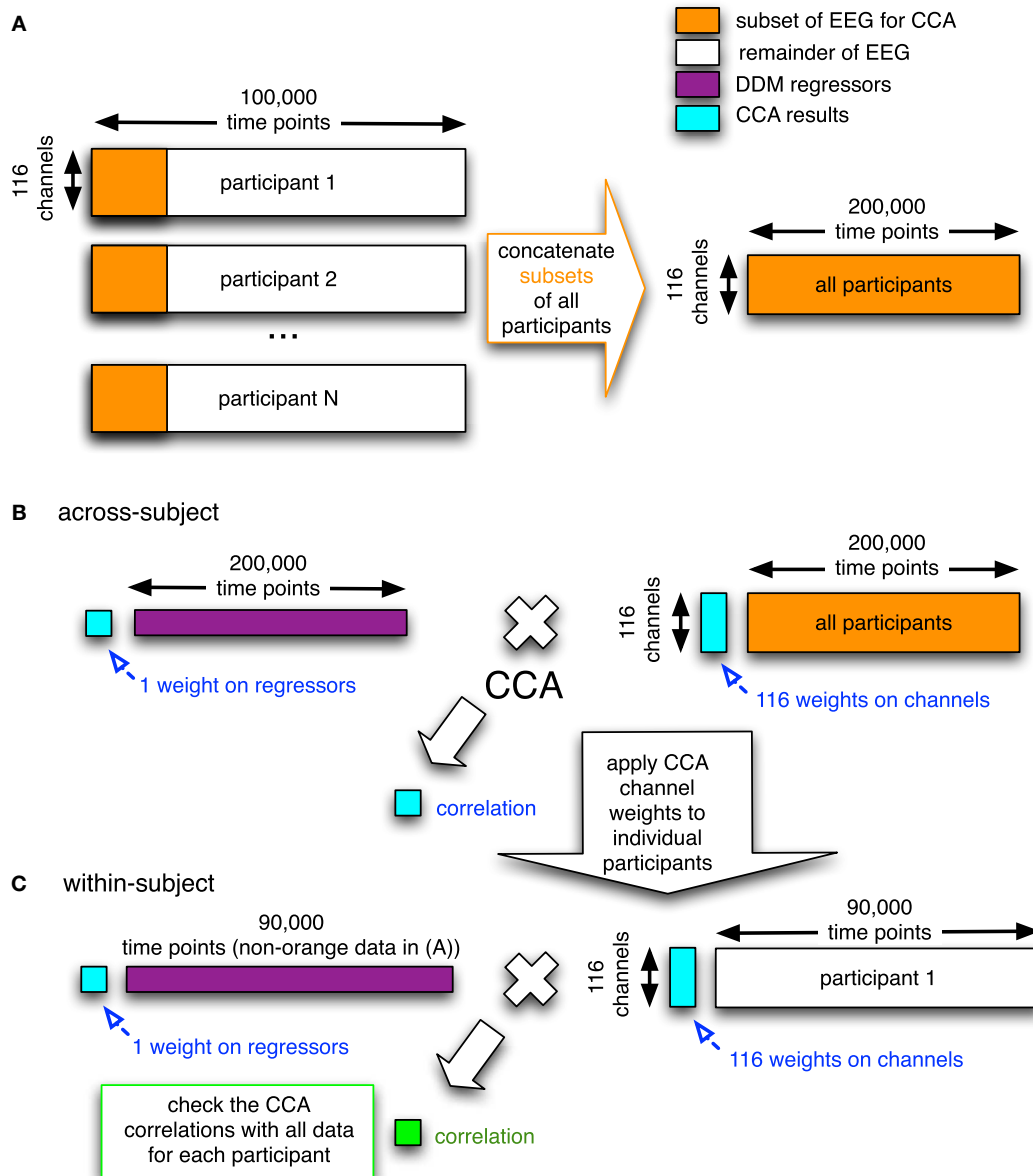 A
subset of EEG for CCA
remainder of EEG
DDM regressors
CCA results
100,000
time points
116
channels
participant 1
participant 2
...
participant N
concatenate
subsets
of all
participants
200,000
time points
116
channels
all participants
B across-subject
200,000
time points
1 weight on regressors
CCA
correlation
200,000
time points
116
channels
all participants
116 weights on channels
apply CCA
channel
weights to
individual
participants
C within-subject
90,000
time points (non-orange data in (A))
1 weight on regressors
90,000
time points
116
channels
participant 1
116 weights on channels
check the CCA
correlations with all data
for each participant
correlation